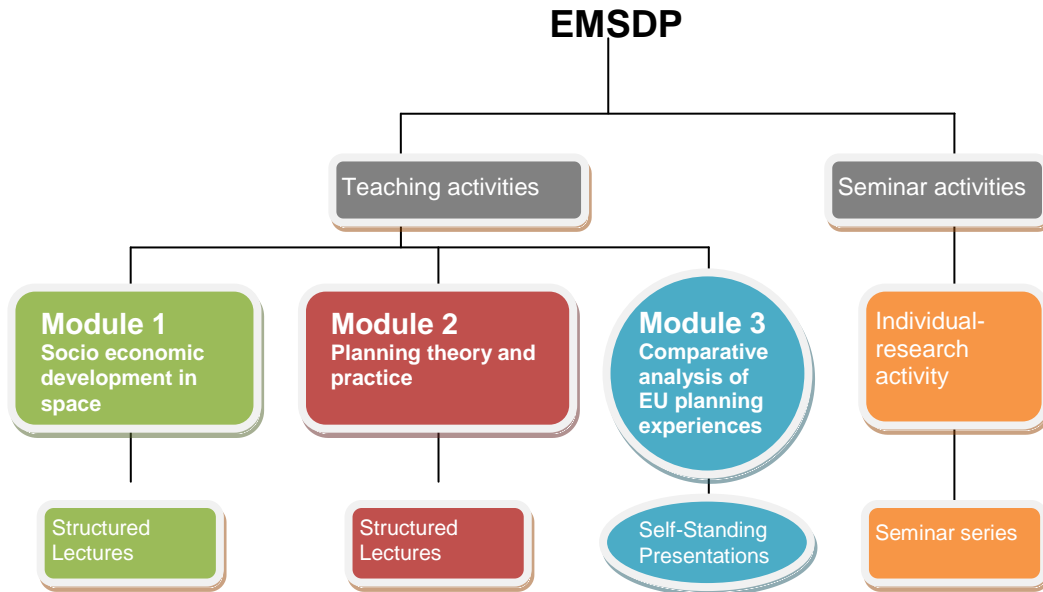 EMSDP
Teaching activities
Seminar activities
Module 1
Socio economic
development in
space
Module 2
Planning theory and
practice
Module 3
Comparative
analysis of
EU planning
experiences
Individual-
research
activity
Structured
Lectures
Structured
Lectures
Self-Standing
Presentations
Seminar series